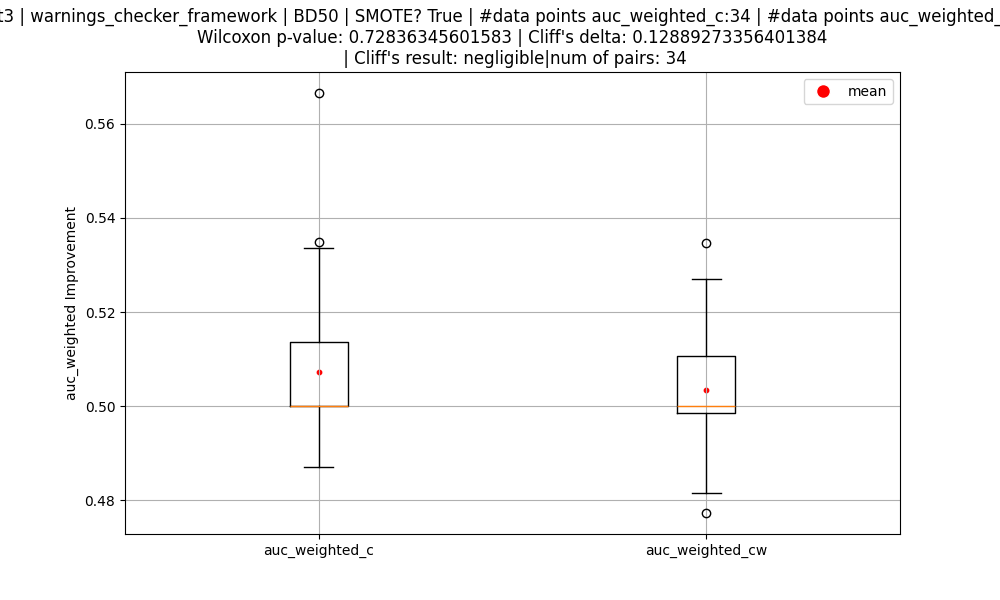 | warnings_checker_framework | BD50 | SMOTE? True | #data points auc_weighted_c:34 | #data points auc_weighted_
Wilcoxon p-value: 0.72836345601583 | Cliff's delta: 0.12889273356401384
| Cliff's result: negligible|num of pairs: 34
mean
0.56
0.54
0.52
0.50
0.48
auc_weighted Improvement
auc_weighted_c
auc_weighted_cw